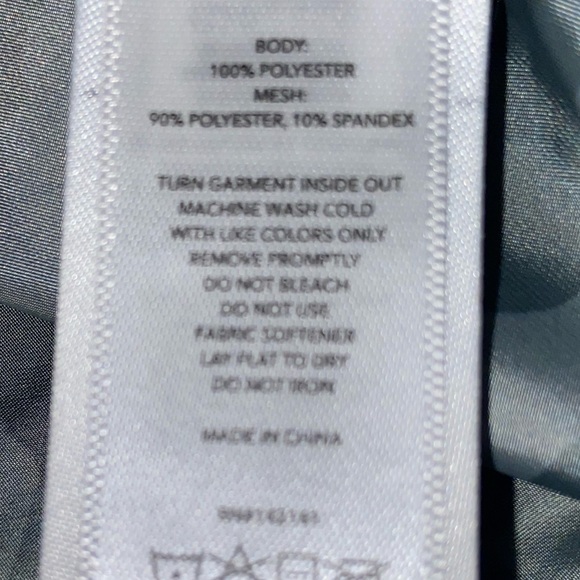 BODY:
100% POLYESTER
MESH:
90% POLYESTER, 10% SPANDEX
TURN GARMENT INSIDE OUT
MACHINE WASH COLD
WITH LIKE COLORS ONLY
REMOVE PROMPTLY
DO NOT BLEACH
DO NOT USE
FABRIC SOFTENER
LAY FLAT TO DRY
DO NOT IRON
MADE IN CHINA